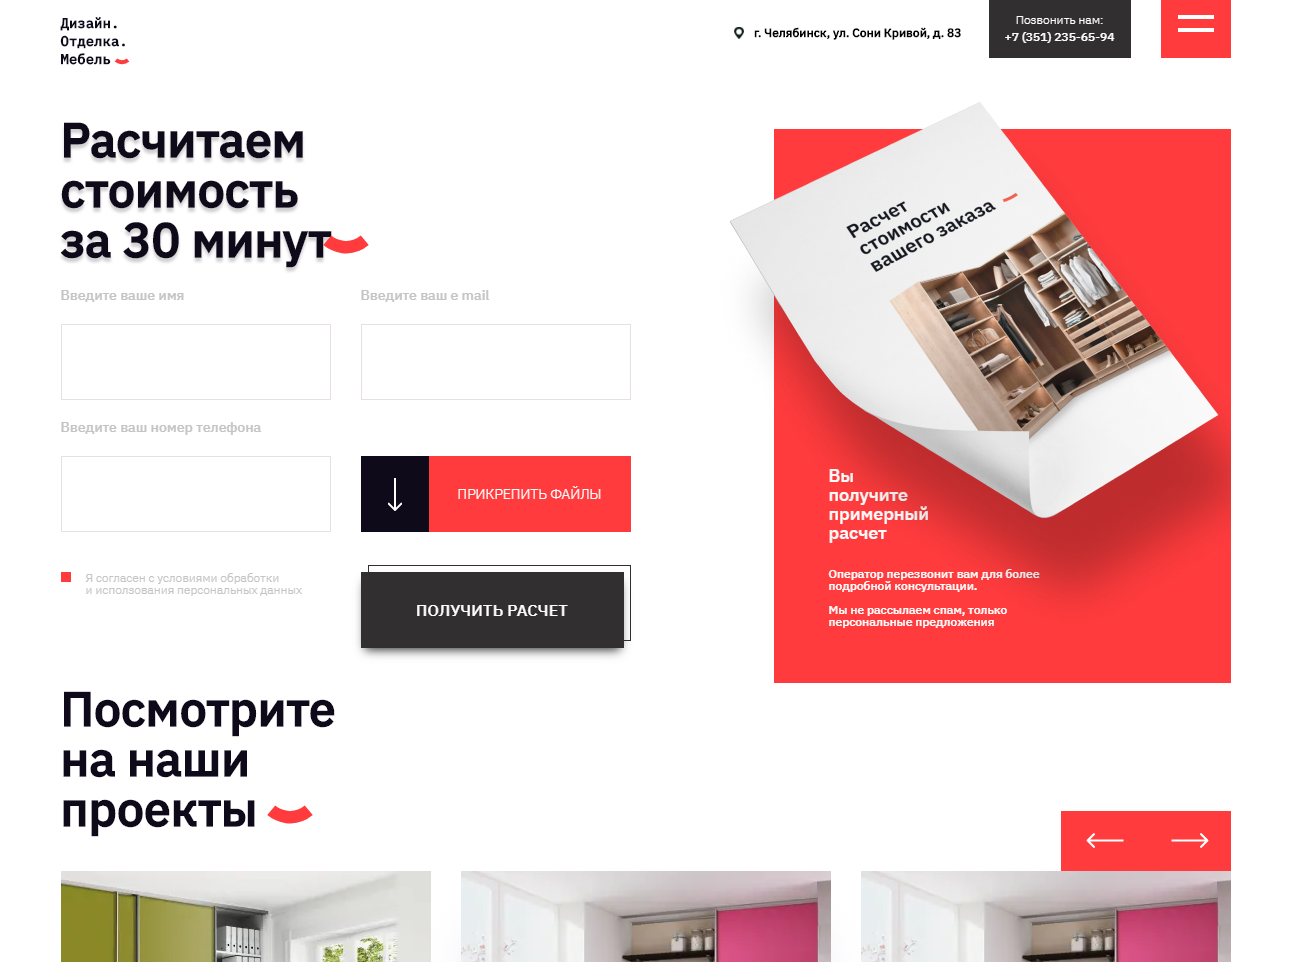 Дизайн.
Отделка.
Мебель
г. Челябинск, ул. Сони Кривой, д. 83
Позвонить нам:
+7 (351) 235-65-94
Расчитаем
стоимость
за 30 минут
Введите ваше имя
Введите ваш e mail
Введите ваш номер телефона
ПРИКРЕПИТЬ ФАЙЛЫ
Я согласен с условиями обработки
и исползования персональных данных
ПОЛУЧИТЬ РАСЧЕТ
Расчет
стоимости
вашего заказа
Вы
получите
примерный
расчет
Оператор перезвонит вам для более
подробной консультации.
Мы не рассылаем спам, только
персональные предложения
Посмотрите
на наши
проекты